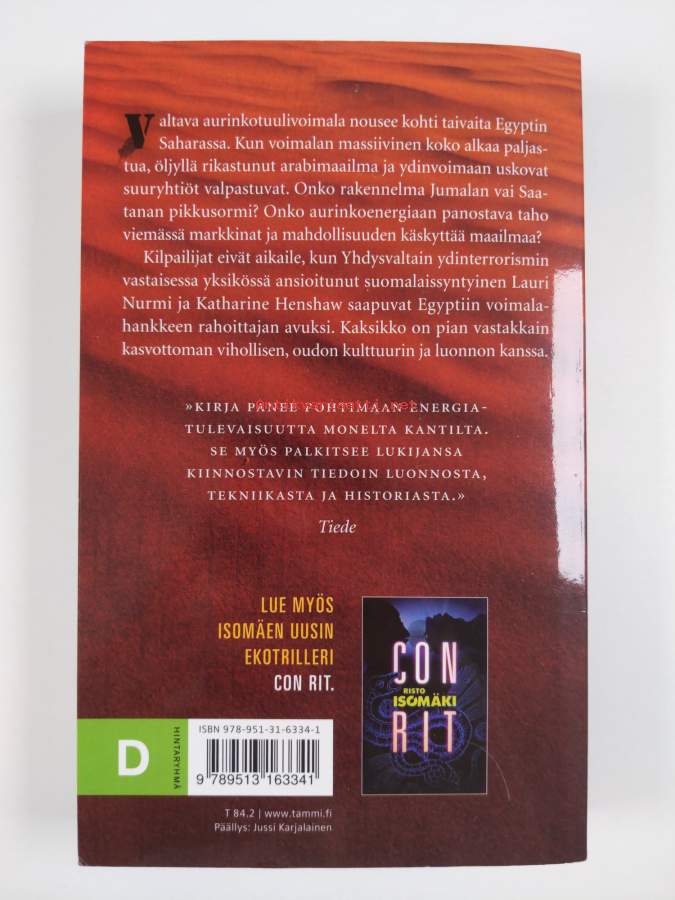 Valtava aurinkotuulivoimala nousee kohti taivaita Egyptin
Saharassa. Kun voimalan massiivinen koko alkaa paljas-
tua, öljyllä rikastunut arabimaailma ja ydinvoimaan uskovat
suuryhtiöt valpastuvat. Onko rakennelma Jumalan vai Saa-
tanan pikkusormi? Onko aurinkoenergiaan panostava taho
viemässä markkinat ja mahdollisuuden käskyttää maailmaa?
Kilpailijat eivät aikaile, kun Yhdysvaltain ydinterrorismin
vastaisessa yksikössä ansioitunut suomalaissyntyinen Lauri
Nurmi ja Katharine Henshaw saapuvat Egyptiin voimala-
hankkeen rahoittajan avuksi. Kaksikko on pian vastakkain
kasvottoman vihollisen, oudon kulttuurin ja luonnon kanssa.
»KIRJA PANEE POHTIMAAN ENERGIA-
TULEVAISUUTTA MONELTA KANTILTA.
SE MYÖS PALKITSEE LUKIJANSA
KIINNOSTAVIN TIEDOIN LUONNOSTA,
TEKNIIKASTA JA HISTORIASTA.»
Tiede
LUE MYÖS
ISOMÄEN UUSIN
EKOTRILLERI
CON RIT.
CON
RISTO
ISOMÄKI
RIT
D
HINTARYHMÄ
ISBN 978-951-31-6334-1
9 789513 163341
T 84.2 | www.tammi.fi
Päällys: Jussi Karjalainen